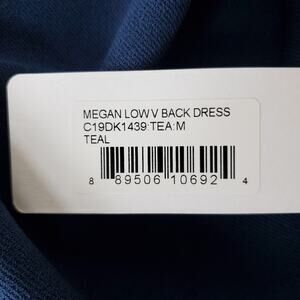 MEGAN LOW V BACK DRESS
C19DK1439:TEA:M
TEAL
8 89506 10692 4